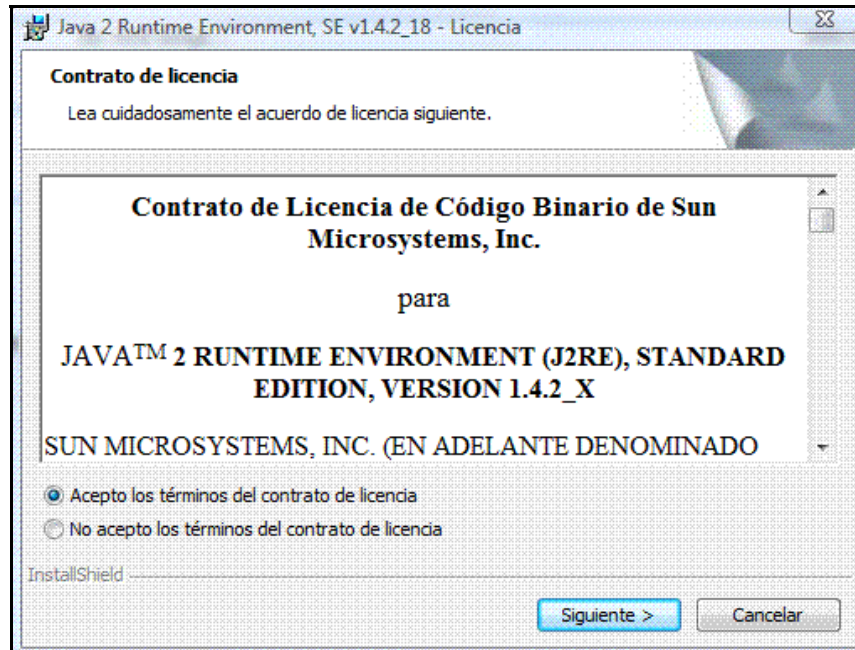 Java 2 Runtime Environment, SE v1.4.2_18 - Licencia
Contrato de licencia
Lea cuidadosamente el acuerdo de licencia siguiente.
Contrato de Licencia de Código Binario de Sun
Microsystems, Inc.
para
JAVA™ 2 RUNTIME ENVIRONMENT (J2RE), STANDARD
EDITION, VERSION 1.4.2_X
SUN MICROSYSTEMS, INC. (EN ADELANTE DENOMINADO
Acepto los términos del contrato de licencia
No acepto los términos del contrato de licencia
InstallShield
Siguiente >
Cancelar